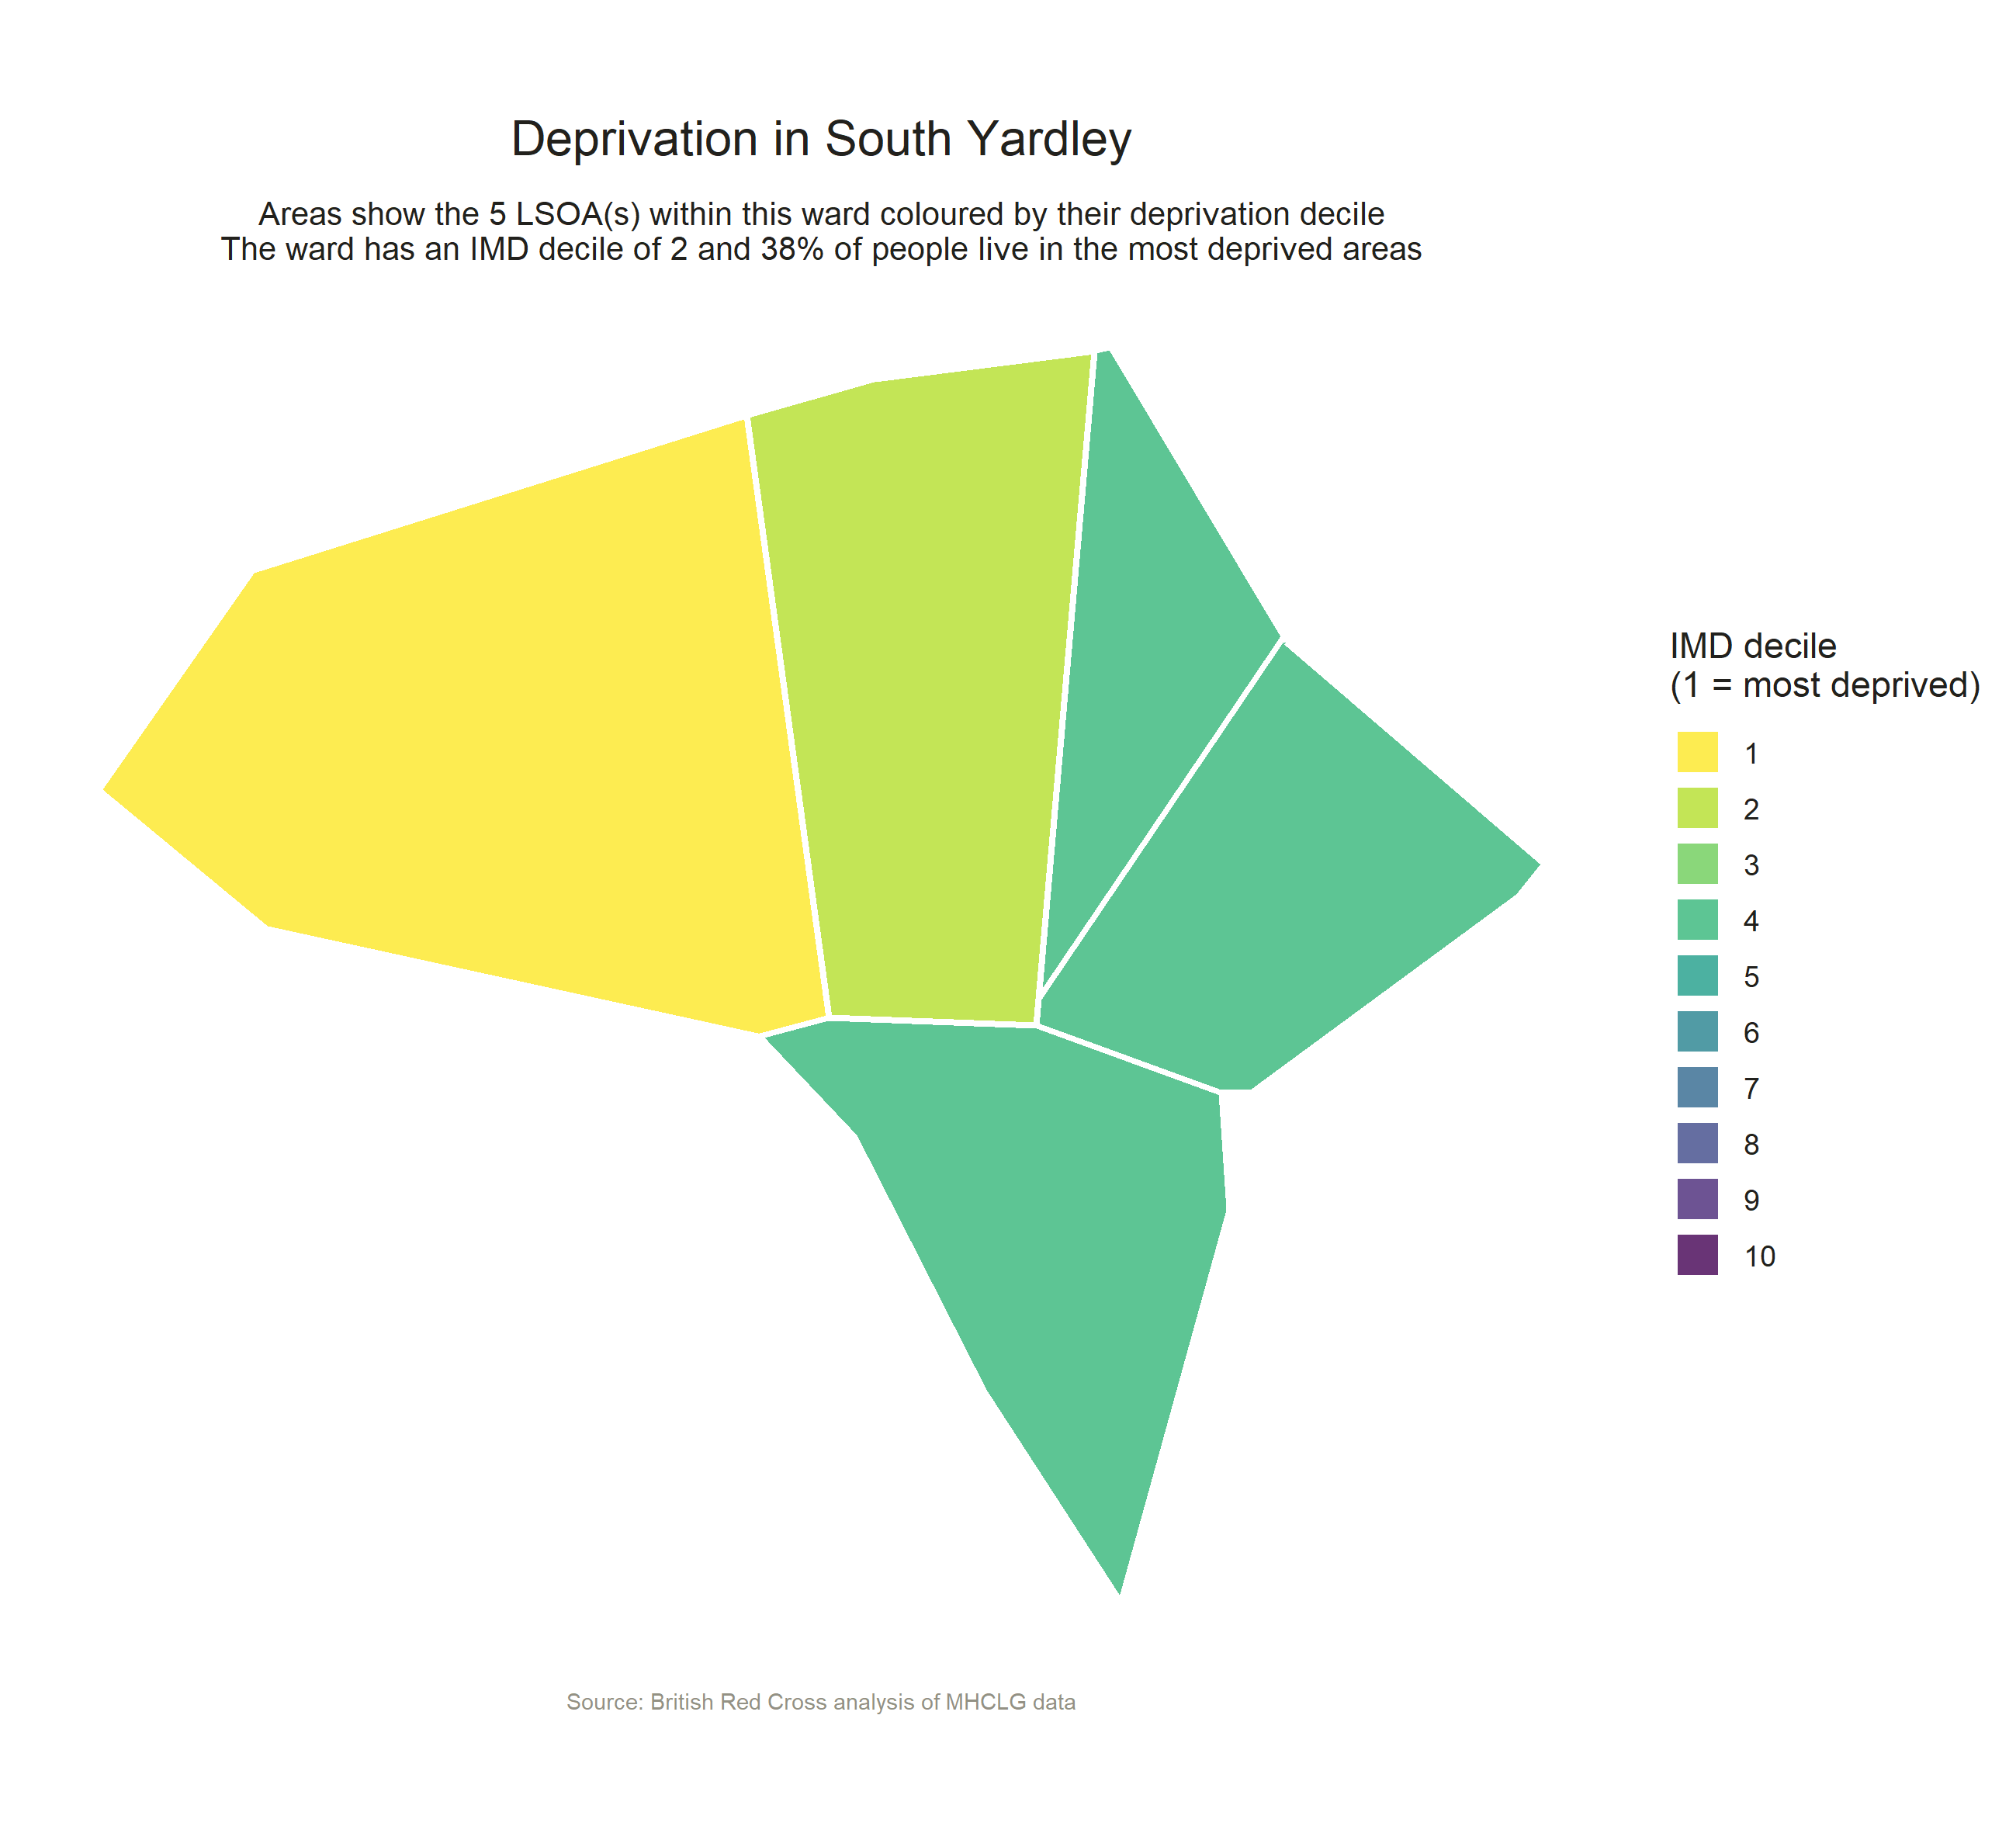 Deprivation in South Yardley
Areas show the 5 LSOA(s) within this ward coloured by their deprivation decile
The ward has an IMD decile of 2 and 38% of people live in the most deprived areas
IMD decile
(1 = most deprived)
1
2
3
4
5
6
7
8
9
10
Source: British Red Cross analysis of MHCLG data